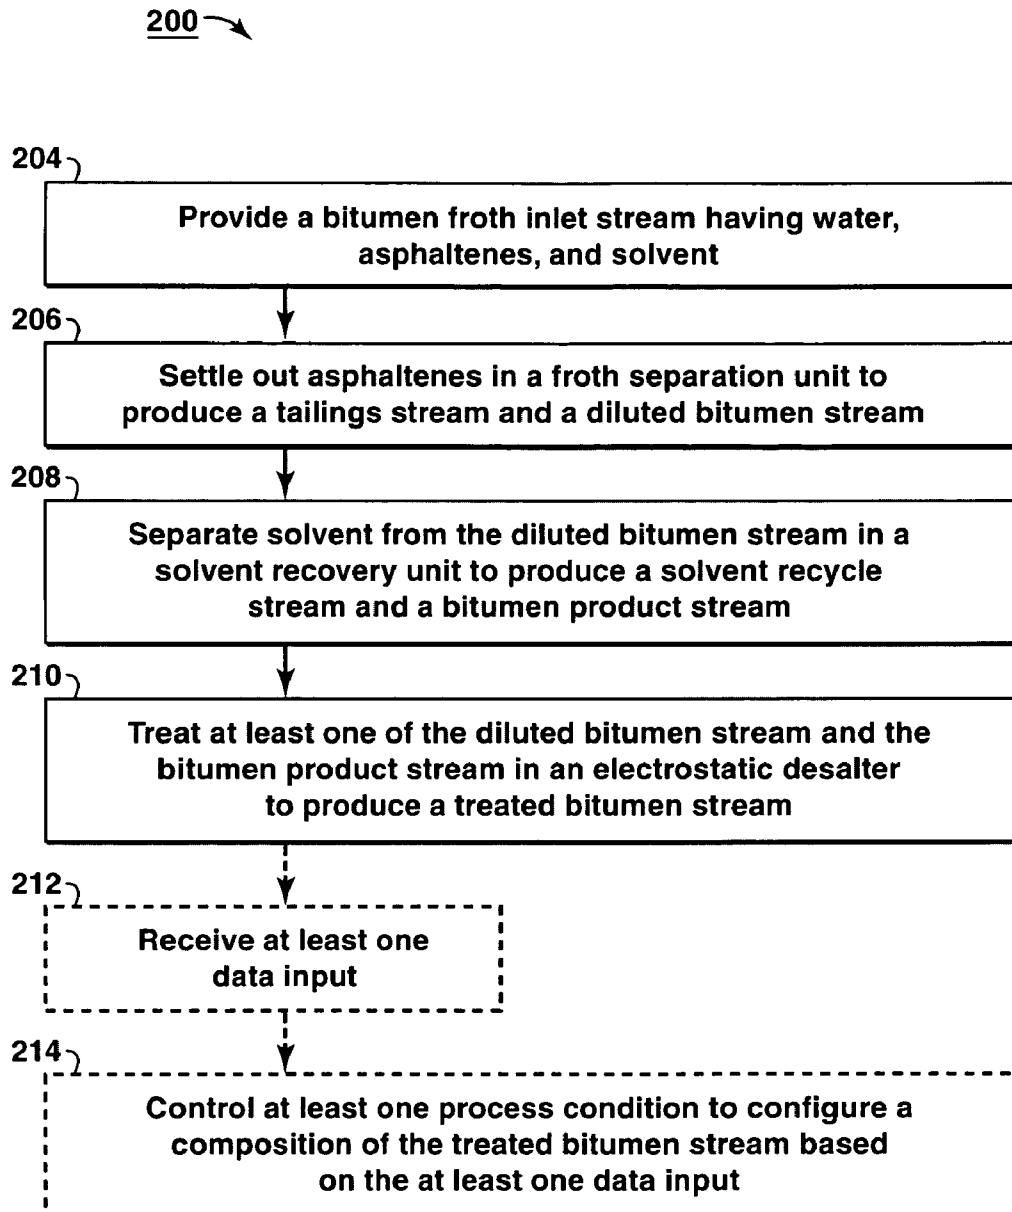 200
204
Provide a bitumen froth inlet stream having water,
asphaltenes, and solvent
206
Settle out asphaltenes in a froth separation unit to
produce a tailings stream and a diluted bitumen stream
208
Separate solvent from the diluted bitumen stream in a
solvent recovery unit to produce a solvent recycle
stream and a bitumen product stream
210
Treat at least one of the diluted bitumen stream and the
bitumen product stream in an electrostatic desalter
to produce a treated bitumen stream
212
Receive at least one
data input
214
Control at least one process condition to configure a
composition of the treated bitumen stream based
on the at least one data input